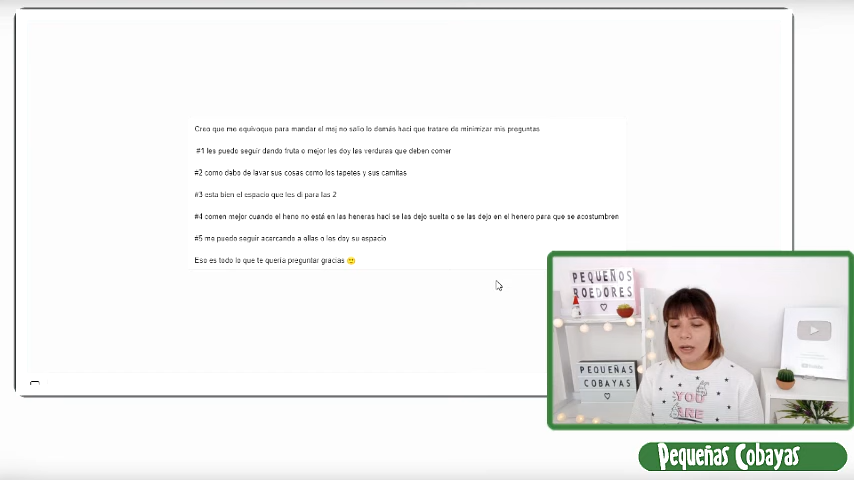 Creo que me equivoque para mandar el msj no salio lo demás haci que tratare de minimizar mis preguntas
#1 les puedo seguir dando fruta o mejor les doy las verduras que deben comer
#2 como debo de lavar sus cosas como los tapetes y sus camitas
#3 esta bien el espacio que les di para las 2
#4 comen mejor cuando el heno no está en las heneras haci se las dejo suelta o se las dejo en el henero para que se acostumbren
#5 me puedo seguir acercando a ellas o les doy su espacio
Eso es todo lo que te quería preguntar gracias 🙂
PEQUEÑOS
ROEDORES
PEQUEÑAS
COBAYAS
YOU
ARE
Pequeñas Cobayas